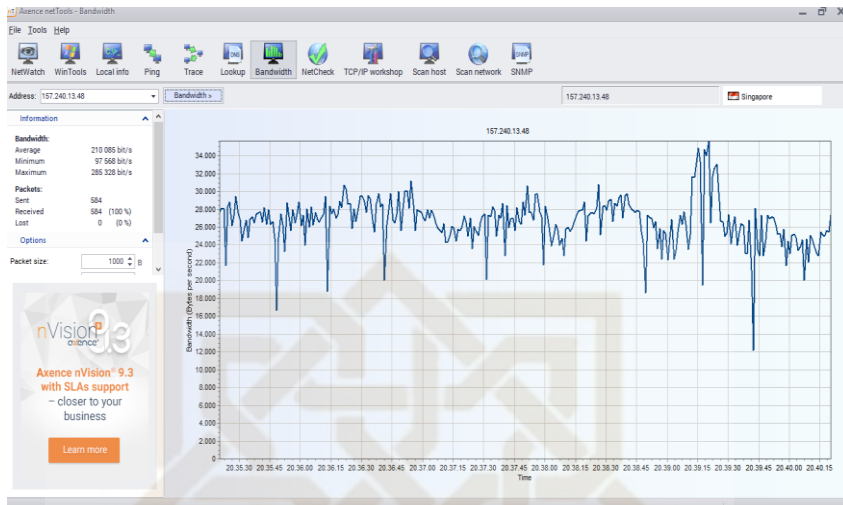 nT Axence netTools - Bandwidth
File Tools Help
NetWatch WinTools Local info Ping Trace Lookup Bandwidth NetCheck TCP/IP workshop Scan host Scan network SNMP
Address: 157.240.13.48 Bandwidth > 157.240.13.48 Singapore
Information
Bandwidth:
Average 210 085 bit/s
Minimum 97 568 bit/s
Maximum 285 328 bit/s
Packets:
Sent 584
Received 584 (100 %)
Lost 0 (0 %)
Options
Packet size: 1000 B
nVision 9.3
axence
Axence nVision® 9.3
with SLAs support
– closer to your
business
Learn more
157.240.13.48
Bandwidth (Bytes per second)
34.000
32.000
30.000
28.000
26.000
24.000
22.000
20.000
18.000
16.000
14.000
12.000
10.000
8.000
6.000
4.000
2.000
0
20.35.30 20.35.45 20.36.00 20.36.15 20.36.30 20.36.45 20.37.00 20.37.15 20.37.30 20.37.45 20.38.00 20.38.15 20.38.30 20.38.45 20.39.00 20.39.15 20.39.30 20.39.45 20.40.00 20.40.15
Time